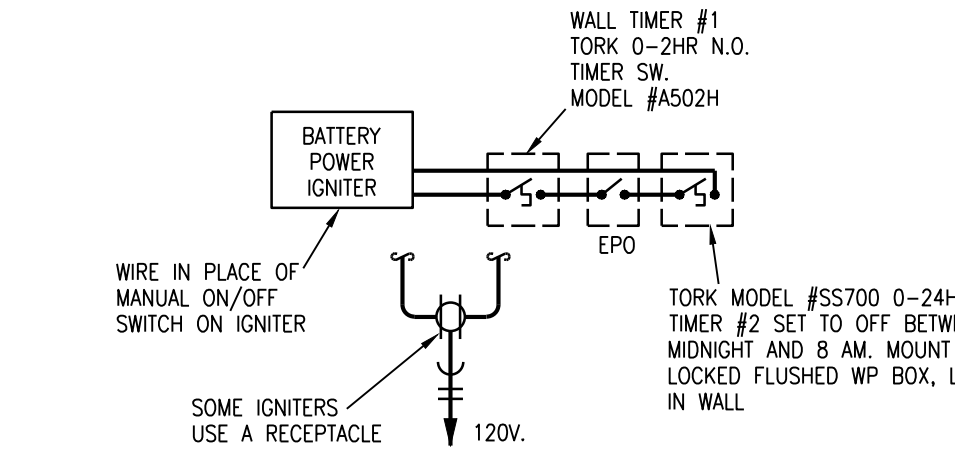 WALL TIMER #1
TORK 0-2HR N.O.
TIMER SW.
MODEL #A502H
BATTERY
POWER
IGNITER
EPO
WIRE IN PLACE OF
MANUAL ON/OFF
SWITCH ON IGNITER
TORK MODEL #SS700 0-24H
TIMER #2 SET TO OFF
MIDNIGHT AND 8 AM. MOUNT
LOCKED FLUSHED WP BOX,
IN WALL
SOME IGNITERS
USE A RECEPTACLE
120V.